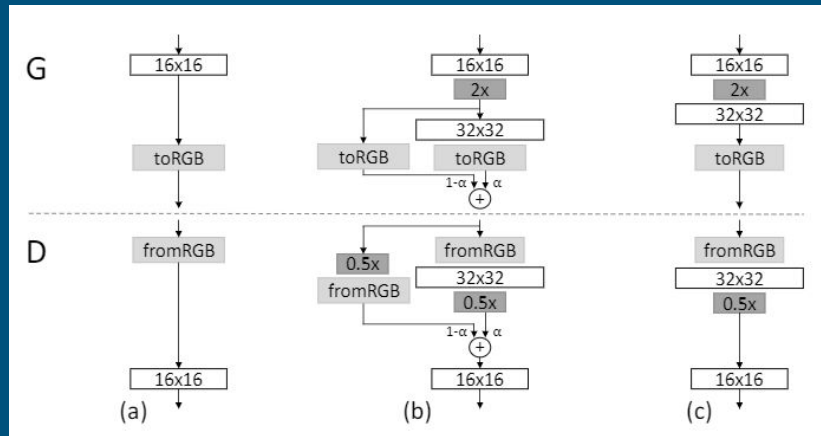 G
16x16
16x16
16x16
2x
2x
32x32
32x32
toRGB
toRGB
toRGB
toRGB
1-α
α
+
D
fromRGB
fromRGB
fromRGB
0.5x
32x32
32x32
fromRGB
0.5x
0.5x
1-α
α
+
16x16
16x16
16x16
(a)
(b)
(c)